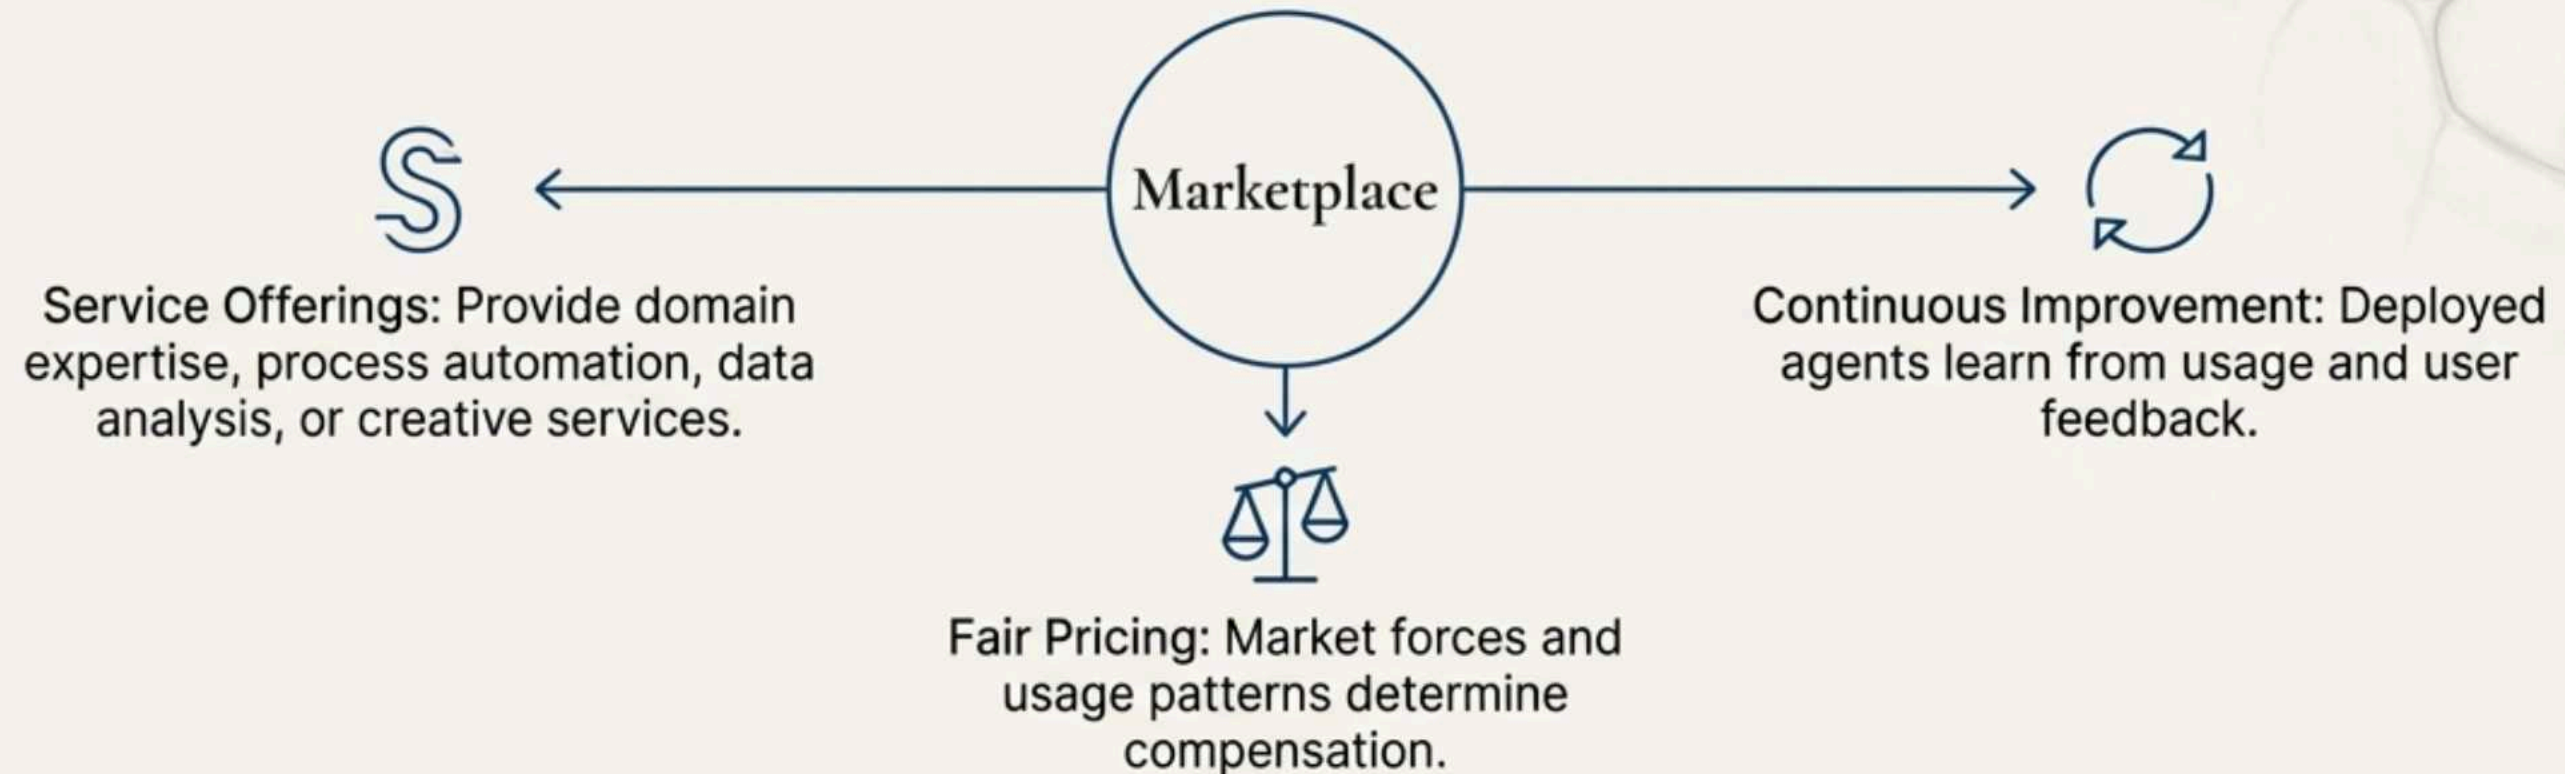 Marketplace
Service Offerings: Provide domain
expertise, process automation, data
analysis, or creative services.
Continuous Improvement: Deployed
agents learn from usage and user
feedback.
Fair Pricing: Market forces and
usage patterns determine
compensation.